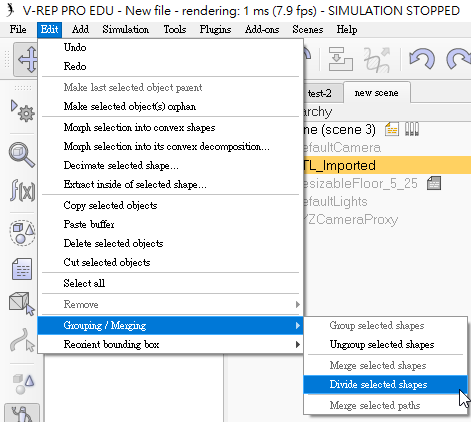 V-REP PRO EDU - New file - rendering: 1 ms (7.9 fps) - SIMULATION STOPPED
File Edit Add Simulation Tools Plugins Add-ons Scenes Help
Undo
Redo
Make last selected object parent
Make selected object(s) orphan
Morph selection into convex shapes
Morph selection into its convex decomposition...
Decimate selected shape...
Extract inside of selected shape...
Copy selected objects
Paste buffer
Delete selected objects
Cut selected objects
Select all
Remove
Grouping / Merging
Reorient bounding box
Group selected shapes
Ungroup selected shapes
Merge selected shapes
Divide selected shapes
Merge selected paths
test-2 new scene
archy
ne (scene 3)
efaultCamera
TL_Imported
esizableFloor_5_25
efaultLights
YZCameraProxy
f(x)